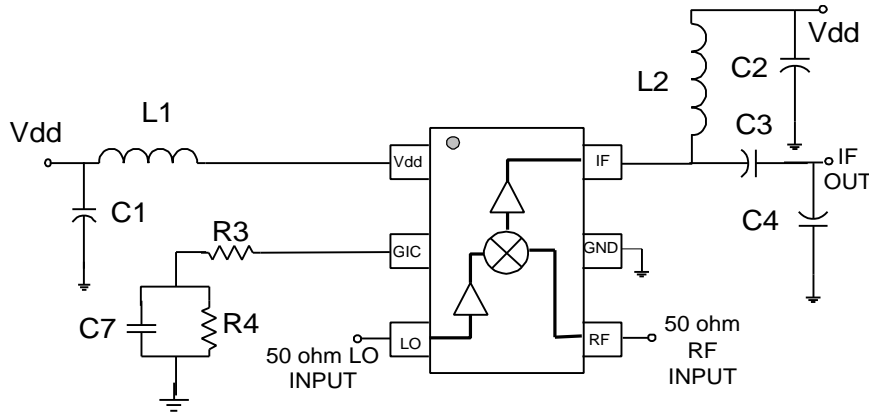 Vdd
L2
C2
L1
Vdd
C3
Vdd
IF
IF
OUT
C1
C4
R3
GIC
GND
C7
R4
LO
RF
50 ohm LO
INPUT
50 ohm
RF
INPUT